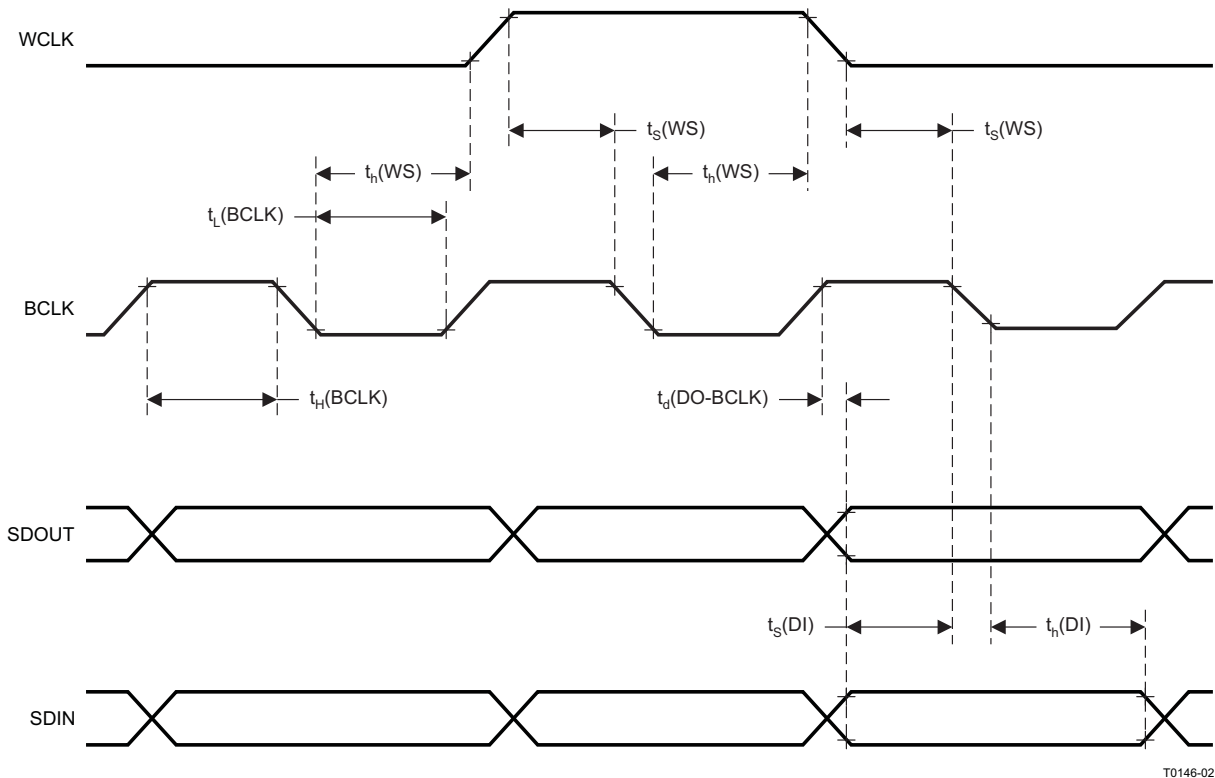 WCLK
t_S(WS)
t_S(WS)
t_h(WS)
t_h(WS)
t_L(BCLK)
BCLK
t_H(BCLK)
t_d(DO-BCLK)
SDOUT
t_S(DI)
t_h(DI)
SDIN
T0146-02